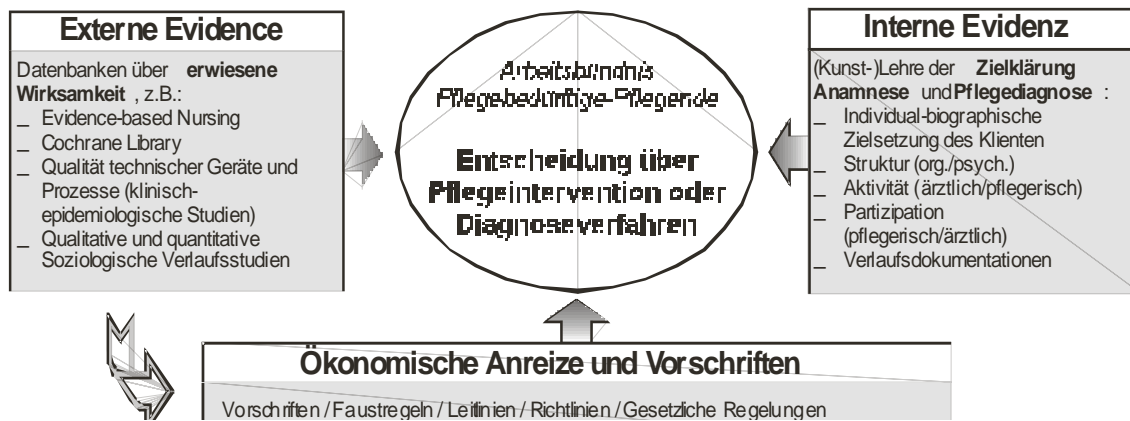 Externe Evidence
Datenbanken über erwiesene
Wirksamkeit , z.B.:
_ Evidence-based Nursing
_ Cochrane Library
_ Qualität technischer Geräte und
Prozesse (klinisch-
epidemiologische Studien)
_ Qualitative und quantitative
Soziologische Verlaufsstudien
Arbeitsbündnis
Pflegebedürftige-Pflegende
Entscheidung über
Pflegeintervention oder
Diagnoseverfahren
Interne Evidenz
(Kunst-)Lehre der Zielklärung
Anamnese und Pflegediagnose :
_ Individual-biographische
Zielsetzung des Klienten
_ Struktur (org./psych.)
_ Aktivität (ärztlich/pflegerisch)
_ Partizipation
(pflegerisch/ärztlich)
_ Verlaufsdokumentationen
Ökonomische Anreize und Vorschriften
Vorschriften / Faustregeln / Leitlinien / Richtlinien / Gesetzliche Regelungen